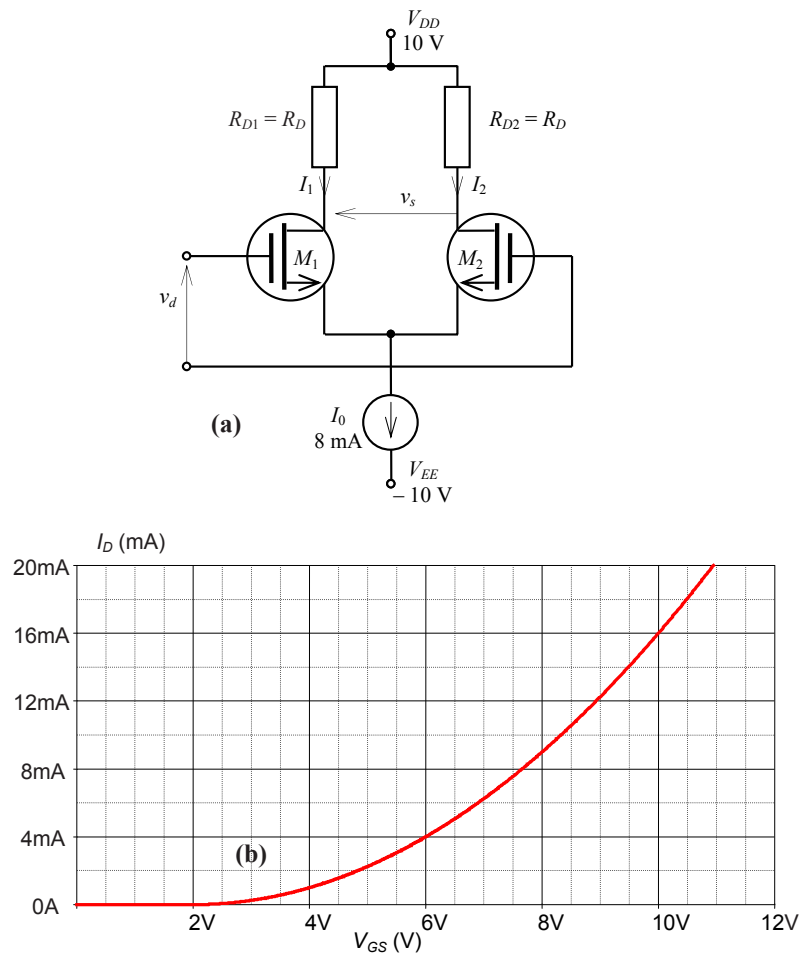 V_DD
10 V
R_D1 = R_D
R_D2 = R_D
I_1
I_2
v_s
M_1
M_2
v_d
(a)
I_0
8 mA
V_EE
– 10 V
I_D (mA)
20mA
16mA
12mA
8mA
4mA
0A
(b)
2V
4V
6V
8V
10V
12V
V_GS (V)